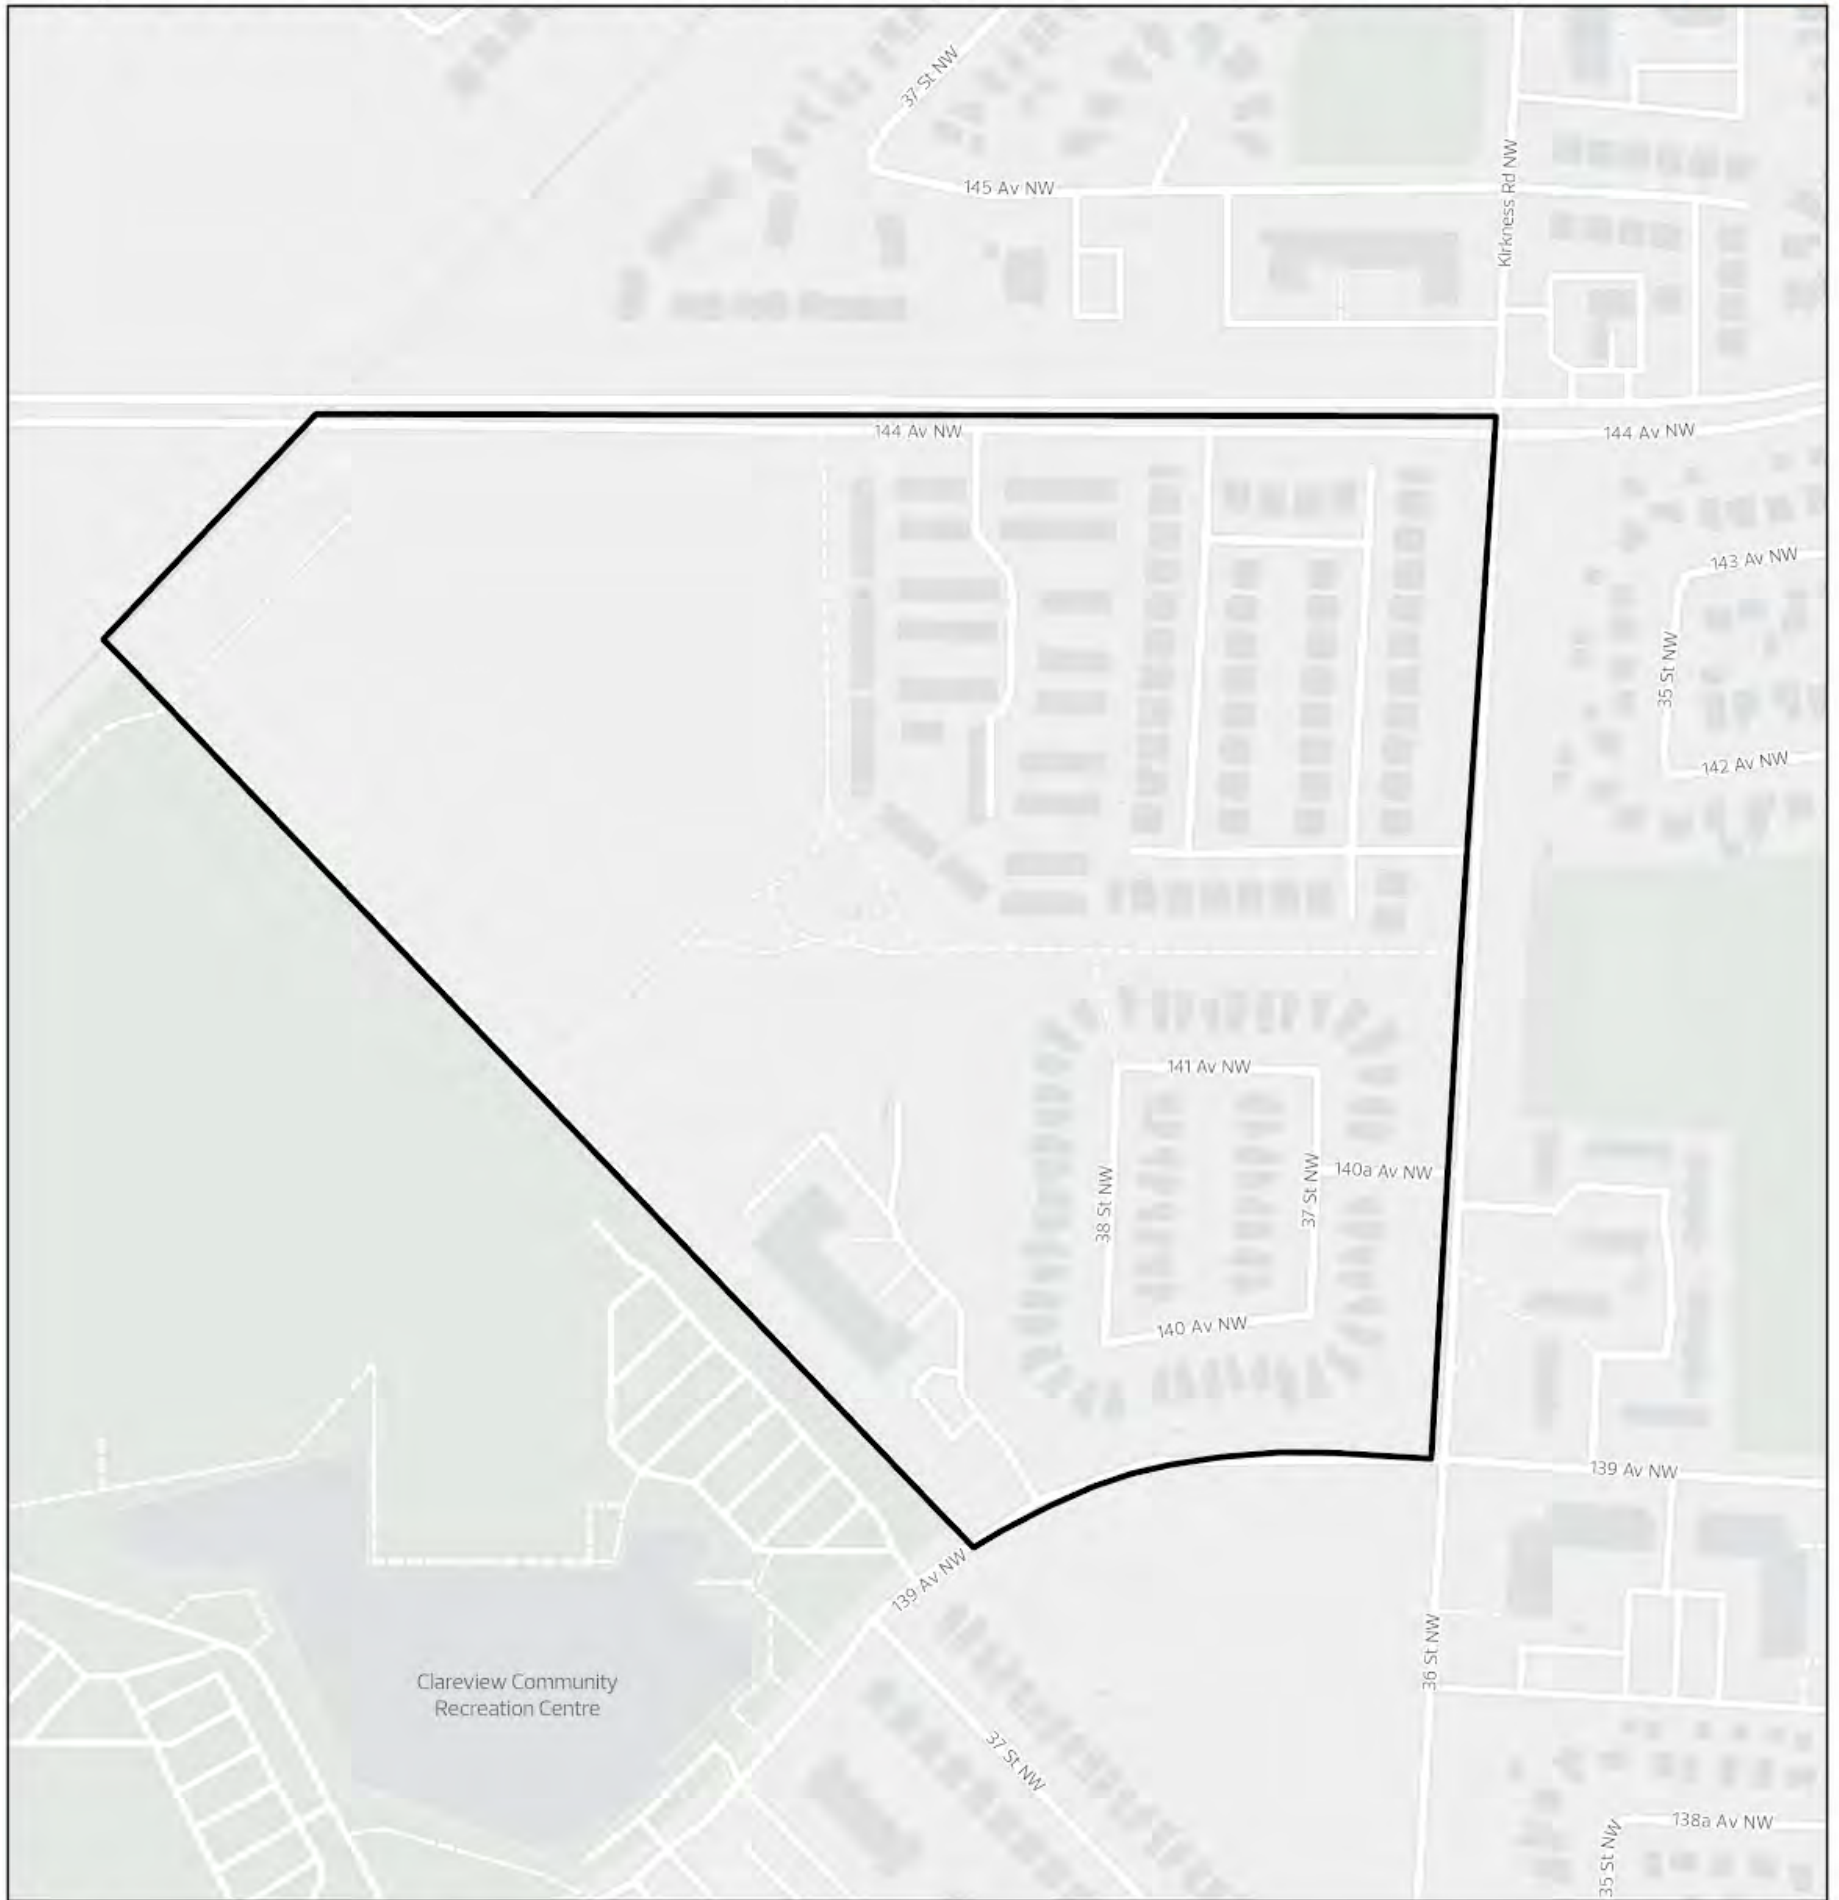 37 St NW
145 Av NW
Kirkness Rd NW
144 Av NW
144 Av NW
143 Av NW
35 St NW
142 Av NW
141 Av NW
140a Av NW
38 St NW
37 St NW
140 Av NW
139 Av NW
139 Av NW
36 St NW
Clareview Community
Recreation Centre
37 St NW
138a Av NW
35 St NW